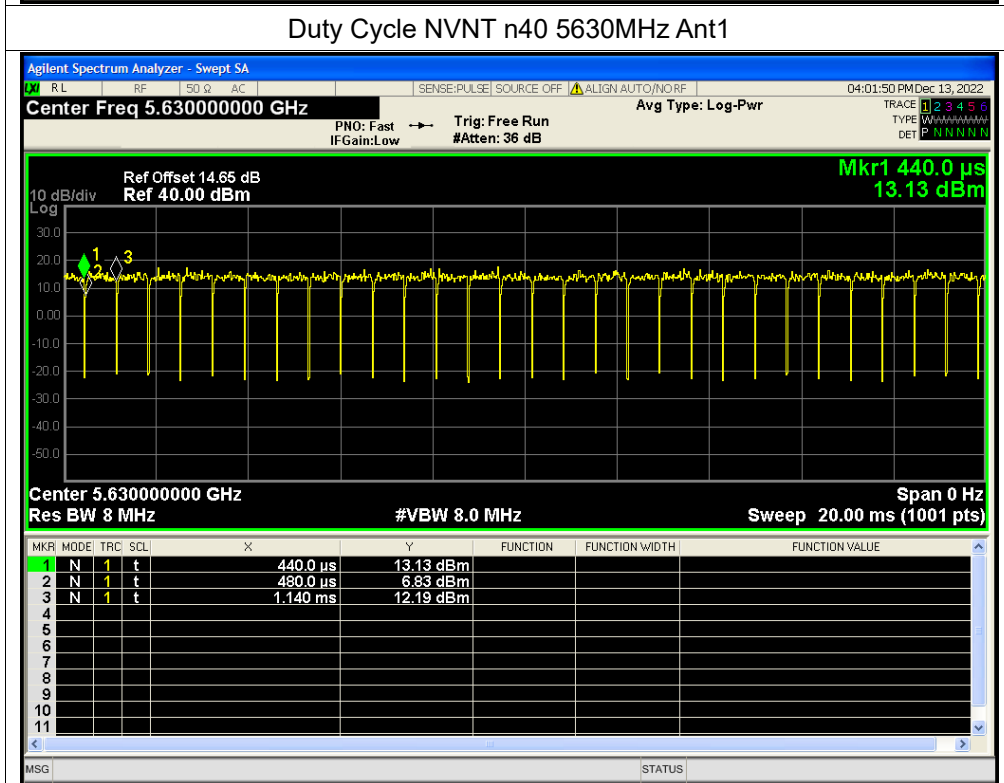 Duty Cycle NVNT n40 5630MHz Ant1
Agilent Spectrum Analyzer - Swept SA
LXI RL RF 50 Ω AC SENSE:PULSE SOURCE OFF ALIGN AUTO/NO RF 04:01:50 PM Dec 13, 2022
Center Freq 5.630000000 GHz Avg Type: Log-Pwr TRACE 1 2 3 4 5 6
PNO: Fast Trig: Free Run TYPE WWWWWW
IFGain:Low #Atten: 36 dB DET P N N N N N
Mkr1 440.0 µs
Ref Offset 14.65 dB
10 dB/div Ref 40.00 dBm 13.13 dBm
Log
30.0
20.0
10.0
0.00
-10.0
-20.0
-30.0
-40.0
-50.0
1
2
3
Center 5.630000000 GHz Span 0 Hz
Res BW 8 MHz #VBW 8.0 MHz Sweep 20.00 ms (1001 pts)
MKR MODE TRC SCL X Y FUNCTION FUNCTION WIDTH FUNCTION VALUE
1 N 1 t 440.0 µs 13.13 dBm
2 N 1 t 480.0 µs 6.83 dBm
3 N 1 t 1.140 ms 12.19 dBm
4
5
6
7
8
9
10
11
MSG STATUS